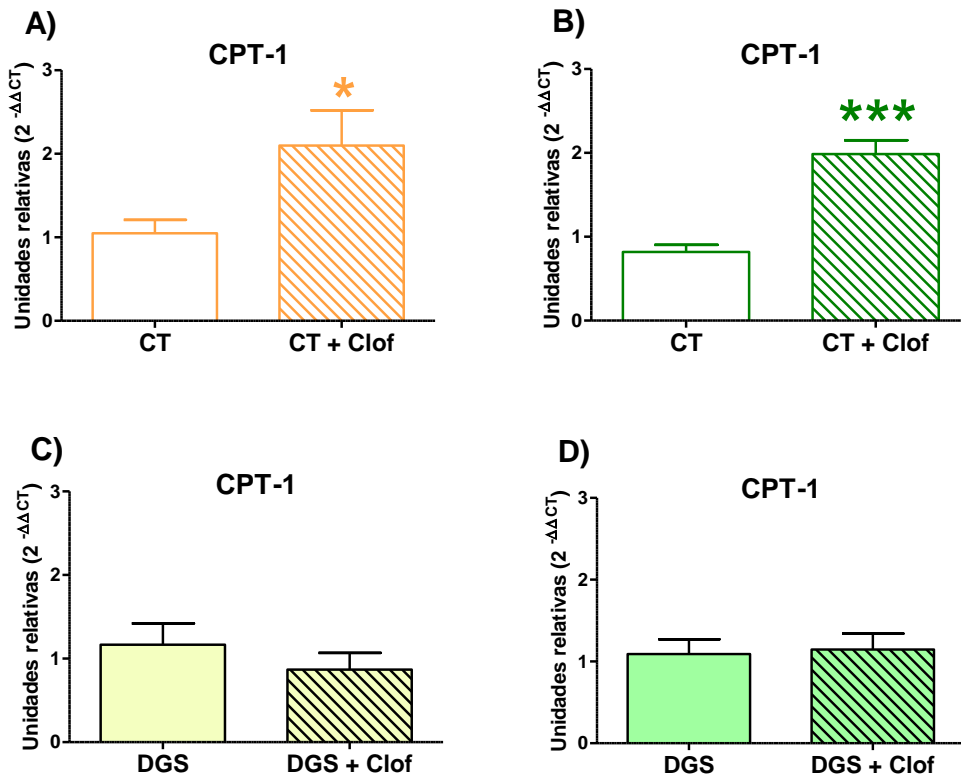 A)
CPT-1
Unidades relativas (2 -ΔΔCT)
3
2
1
0
*
CT
CT + Clof
B)
CPT-1
Unidades relativas (2 -ΔΔCT)
3
2
1
0
***
CT
CT + Clof
C)
CPT-1
Unidades relativas (2 -ΔΔCT)
3
2
1
0
DGS
DGS + Clof
D)
CPT-1
Unidades relativas (2 -ΔΔCT)
3
2
1
0
DGS
DGS + Clof